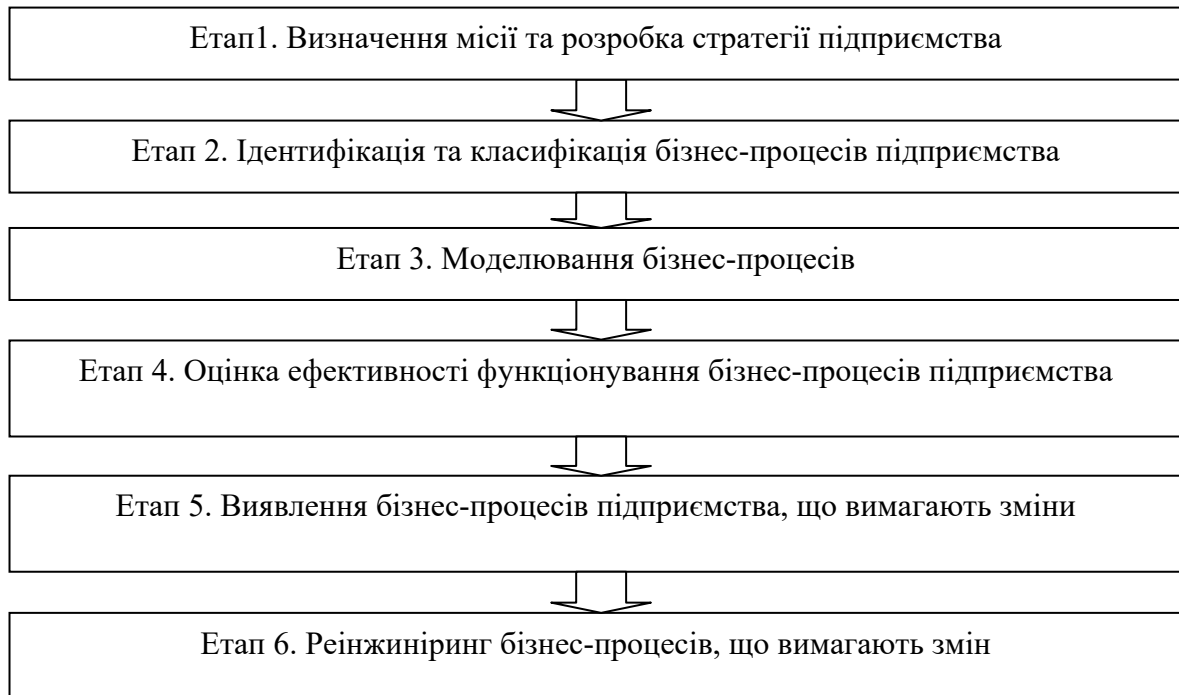 Етап1. Визначення місії та розробка стратегії підприємства
Етап 2. Ідентифікація та класифікація бізнес-процесів підприємства
Етап 3. Моделювання бізнес-процесів
Етап 4. Оцінка ефективності функціонування бізнес-процесів підприємства
Етап 5. Виявлення бізнес-процесів підприємства, що вимагають зміни
Етап 6. Реінжиніринг бізнес-процесів, що вимагають змін